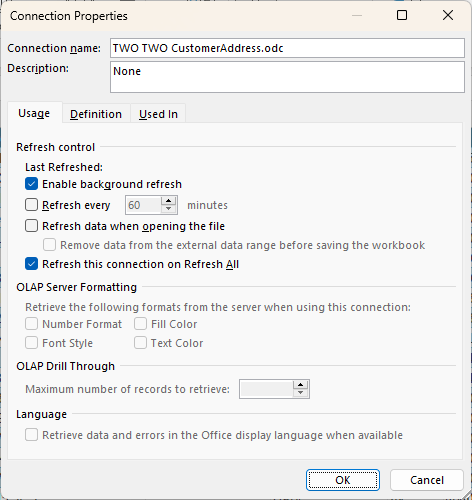 Connection Properties
? ×
Connection name: TWO TWO CustomerAddress.odc
Description: None
Usage Definition Used In
Refresh control
Last Refreshed:
Enable background refresh
Refresh every 60 minutes
Refresh data when opening the file
Remove data from the external data range before saving the workbook
Refresh this connection on Refresh All
OLAP Server Formatting
Retrieve the following formats from the server when using this connection:
Number Format Fill Color
Font Style Text Color
OLAP Drill Through
Maximum number of records to retrieve:
Language
Retrieve data and errors in the Office display language when available
OK Cancel